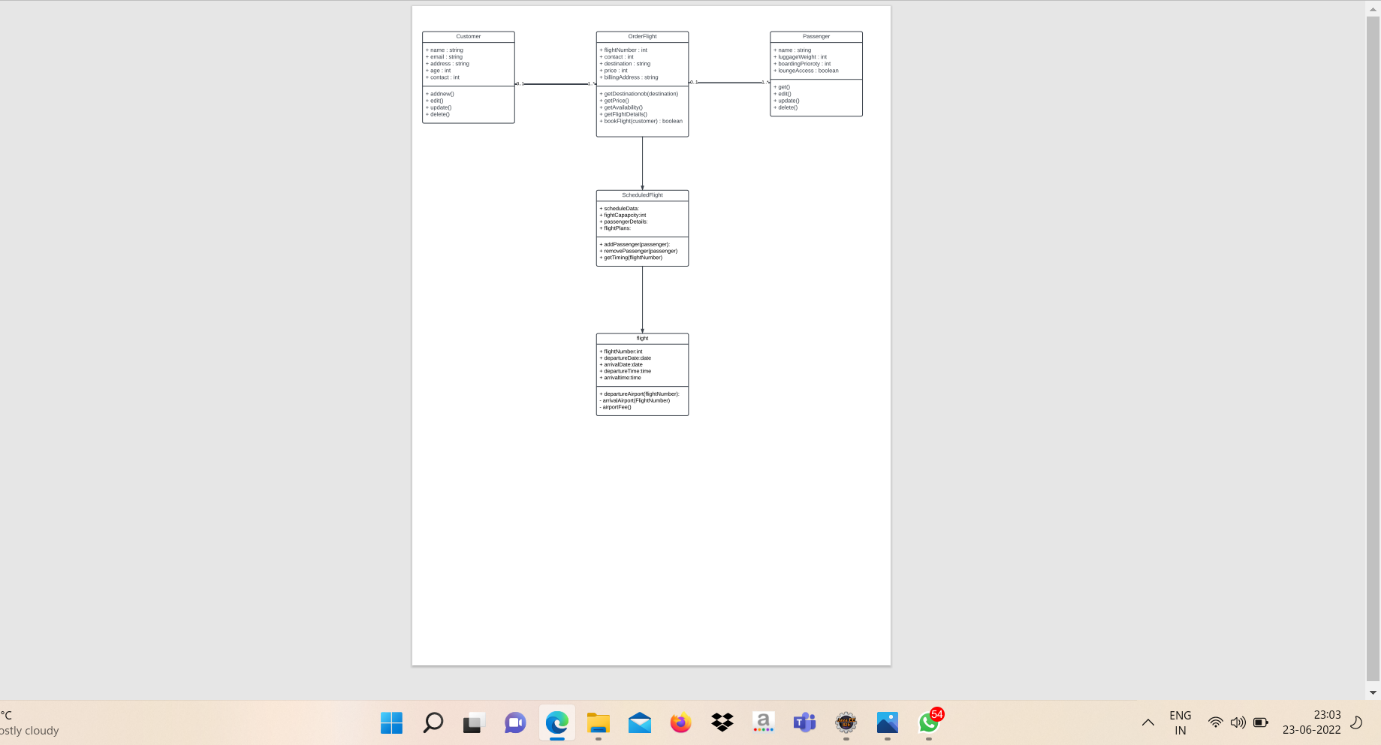 Customer
+ name : string
+ email : string
+ address : string
+ age : int
+ contact : int
+ addnew()
+ edit()
+ update()
+ delete()
OrderFlight
+ flightNumber : int
+ contact : int
+ destination : string
+ price : int
+ billingAddress : string
+ getDestinationob(destination)
+ getPrice()
+ getAvailability()
+ getFlightDetails()
+ bookFlight(customer) : boolean
Passenger
+ name : string
+ luggageWeight : int
+ boardingPriority : int
+ loungeAccess : boolean
+ get()
+ edit()
+ update()
+ delete()
ScheduledFlight
+ scheduleData:
+ fightCapapcity:int
+ passengerDetails:
+ flightPlans:
+ addPassenger(passenger):
+ removePassenger(passenger)
+ getTiming(flightNumber)
flight
+ flightNumber:int
+ departureDate:date
+ arrivalDate:date
+ departureTime:time
+ arrivaltime:time
+ departureAirport(flightNumber):
- arrivalAirport(FlightNumber)
- airportFee()
°C
ostly cloudy
a
54
ENG
IN
23:03
23-06-2022